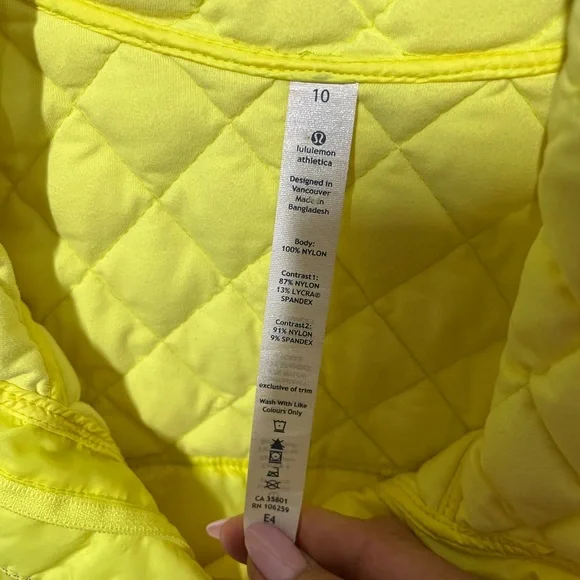 10
lululemon
athletica
Designed in
Vancouver
Made in
Bangladesh
Body:
100% NYLON
Contrast1:
87% NYLON
13% LYCRA®
SPANDEX
Contrast2:
91% NYLON
9% SPANDEX
exclusive of trim
Wash With Like
Colours Only
CA 35801
RN 106259
E4